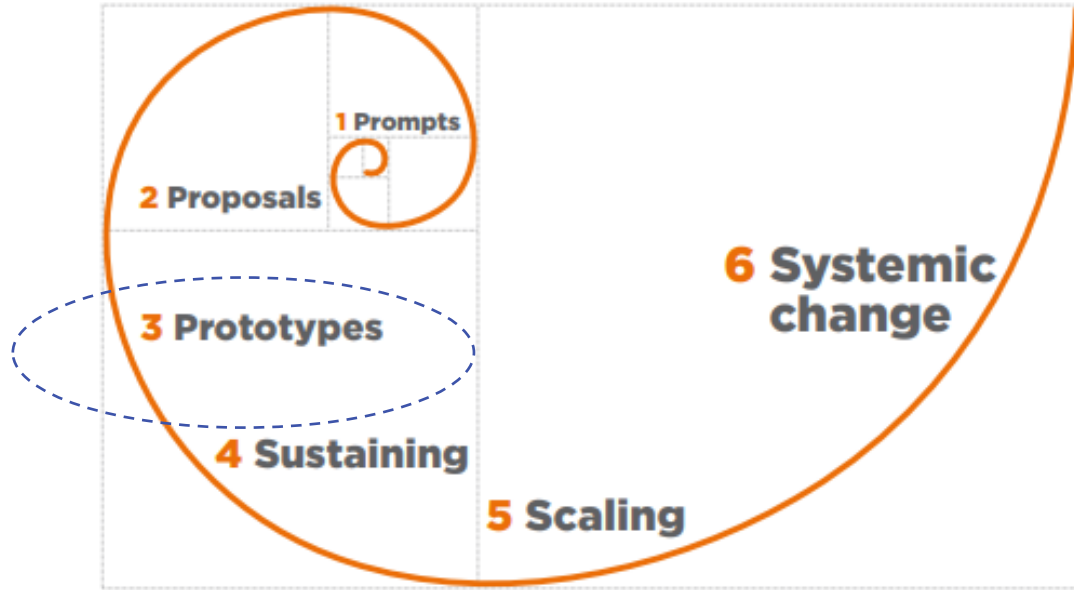 1 Prompts
2 Proposals
3 Prototypes
4 Sustaining
5 Scaling
6 Systemic
change